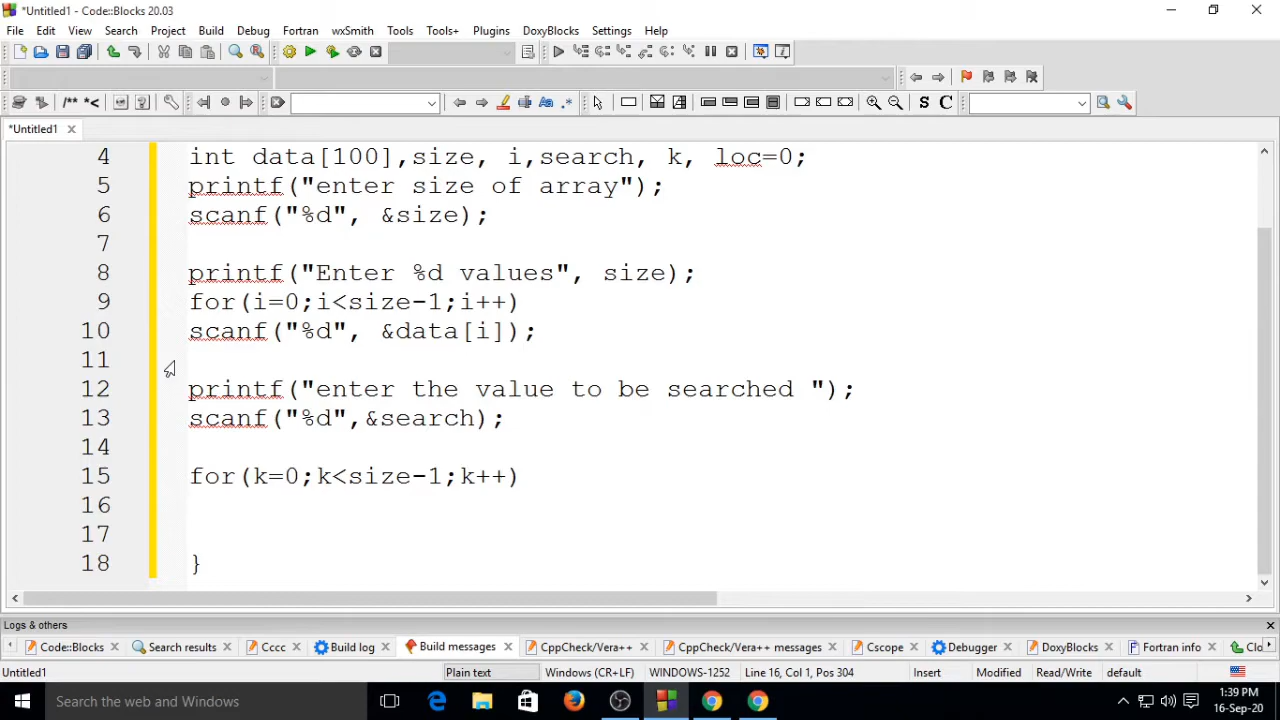 *Untitled1 - Code::Blocks 20.03
File Edit View Search Project Build Debug Fortran wxSmith Tools Tools+ Plugins DoxyBlocks Settings Help
/** *< S C
*Untitled1
4 int data[100],size, i,search, k, loc=0;
5 printf("enter size of array");
6 scanf("%d", &size);
7
8 printf("Enter %d values", size);
9 for(i=0;i<size-1;i++)
10 scanf("%d", &data[i]);
11
12 printf("enter the value to be searched ");
13 scanf("%d",&search);
14
15 for(k=0;k<size-1;k++)
16
17
18 }
Logs & others
Code::Blocks Search results Cccc Build log Build messages CppCheck/Vera++ CppCheck/Vera++ messages Cscope Debugger DoxyBlocks Fortran info Clo
Untitled1 Plain text Windows (CR+LF) WINDOWS-1252 Line 16, Col 1, Pos 304 Insert Modified Read/Write default
Search the web and Windows
1:39 PM
16-Sep-20